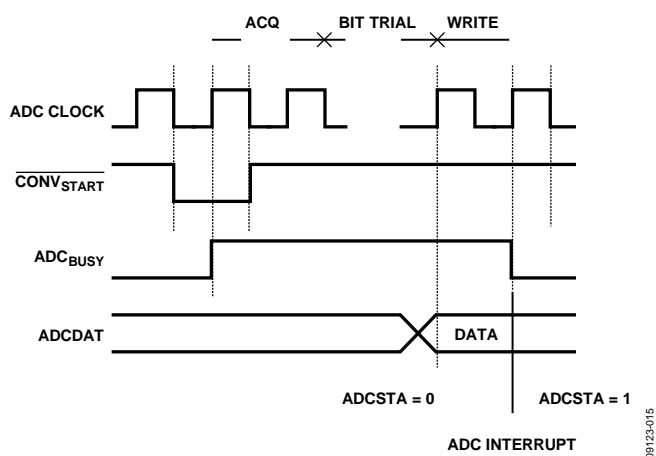 ACQ BIT TRIAL WRITE
ADC CLOCK
CONVSTART
ADCBUSY
ADCDAT
DATA
ADCSTA = 0 ADCSTA = 1
ADC INTERRUPT
09123-015